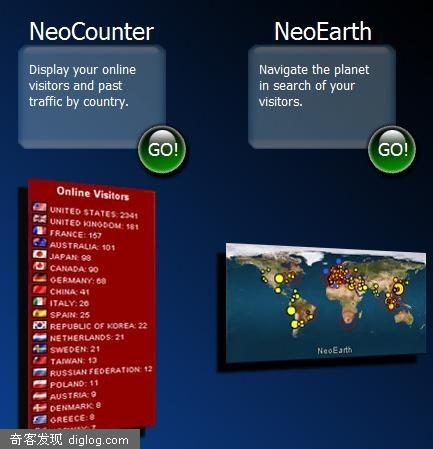 NeoCounter
Display your online
visitors and past
traffic by country.
GO!
NeoEarth
Navigate the planet
in search of your
visitors.
GO!
Online Visitors
UNITED STATES: 2341
UNITED KINGDOM: 181
FRANCE: 157
AUSTRALIA: 101
JAPAN: 98
CANADA: 90
GERMANY: 68
CHINA: 41
ITALY: 26
SPAIN: 25
REPUBLIC OF KOREA: 22
NETHERLANDS: 21
SWEDEN: 21
TAIWAN: 13
RUSSIAN FEDERATION: 12
POLAND: 11
AUSTRIA: 9
DENMARK: 8
GREECE: 8
NeoEarth
奇客发现 diglog.com